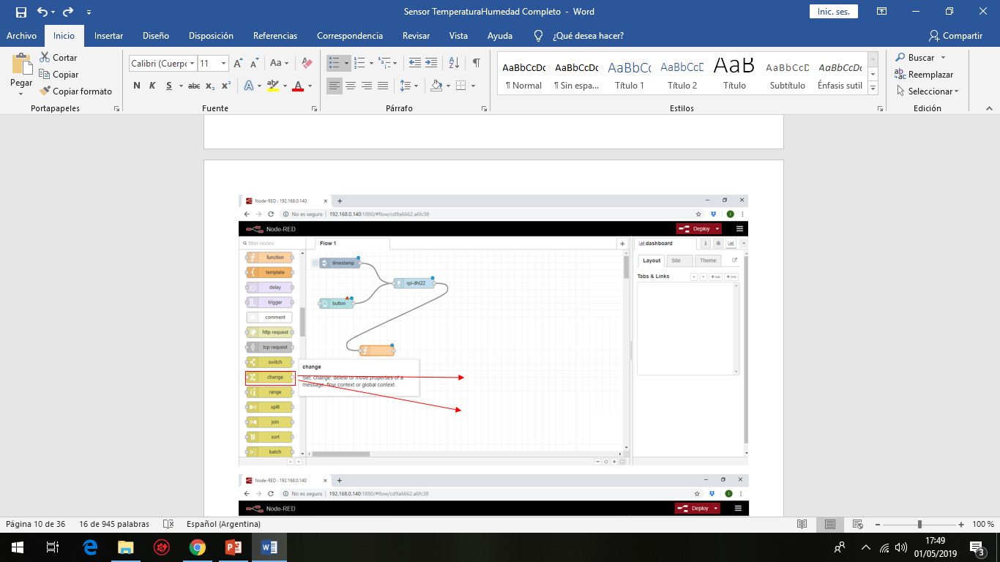 Sensor TemperaturaHumedad Completo - Word
Inic. ses.
Archivo Inicio Insertar Diseño Disposición Referencias Correspondencia Revisar Vista Ayuda ¿Qué desea hacer? Compartir
Pegar
Cortar
Copiar
Copiar formato
Portapapeles
Calibri (Cuerpo 11
Aa
N K S abc x₂ x²
Fuente
Párrafo
AaBbCcDc AaBbCcDc AaBbCc AaBbCcD AaB AaBbCcD AaBbCcDc
¶ Normal ¶ Sin espa... Título 1 Título 2 Título Subtítulo Énfasis sutil
Estilos
Buscar
Reemplazar
Seleccionar
Edición
Node-RED : 192.168.0.140
No es seguro | 192.168.0.140:1880/#flow/cd9a6662.a6fc38
Node-RED
Deploy
filter nodes
Flow 1
dashboard
function
template
delay
trigger
comment
http request
tcp request
switch
change
range
split
join
sort
batch
timestamp
rpi-dht22
button
change
Set, change, delete or move properties of a
message, flow context or global context.
Layout Site Theme
Tabs & Links
+ tab + link
Node-RED : 192.168.0.140
No es seguro | 192.168.0.140:1880/#flow/cd9a6662.a6fc38
Node-RED
Deploy
Página 10 de 36 16 de 945 palabras Español (Argentina) 100 %
17:49
01/05/2019
3